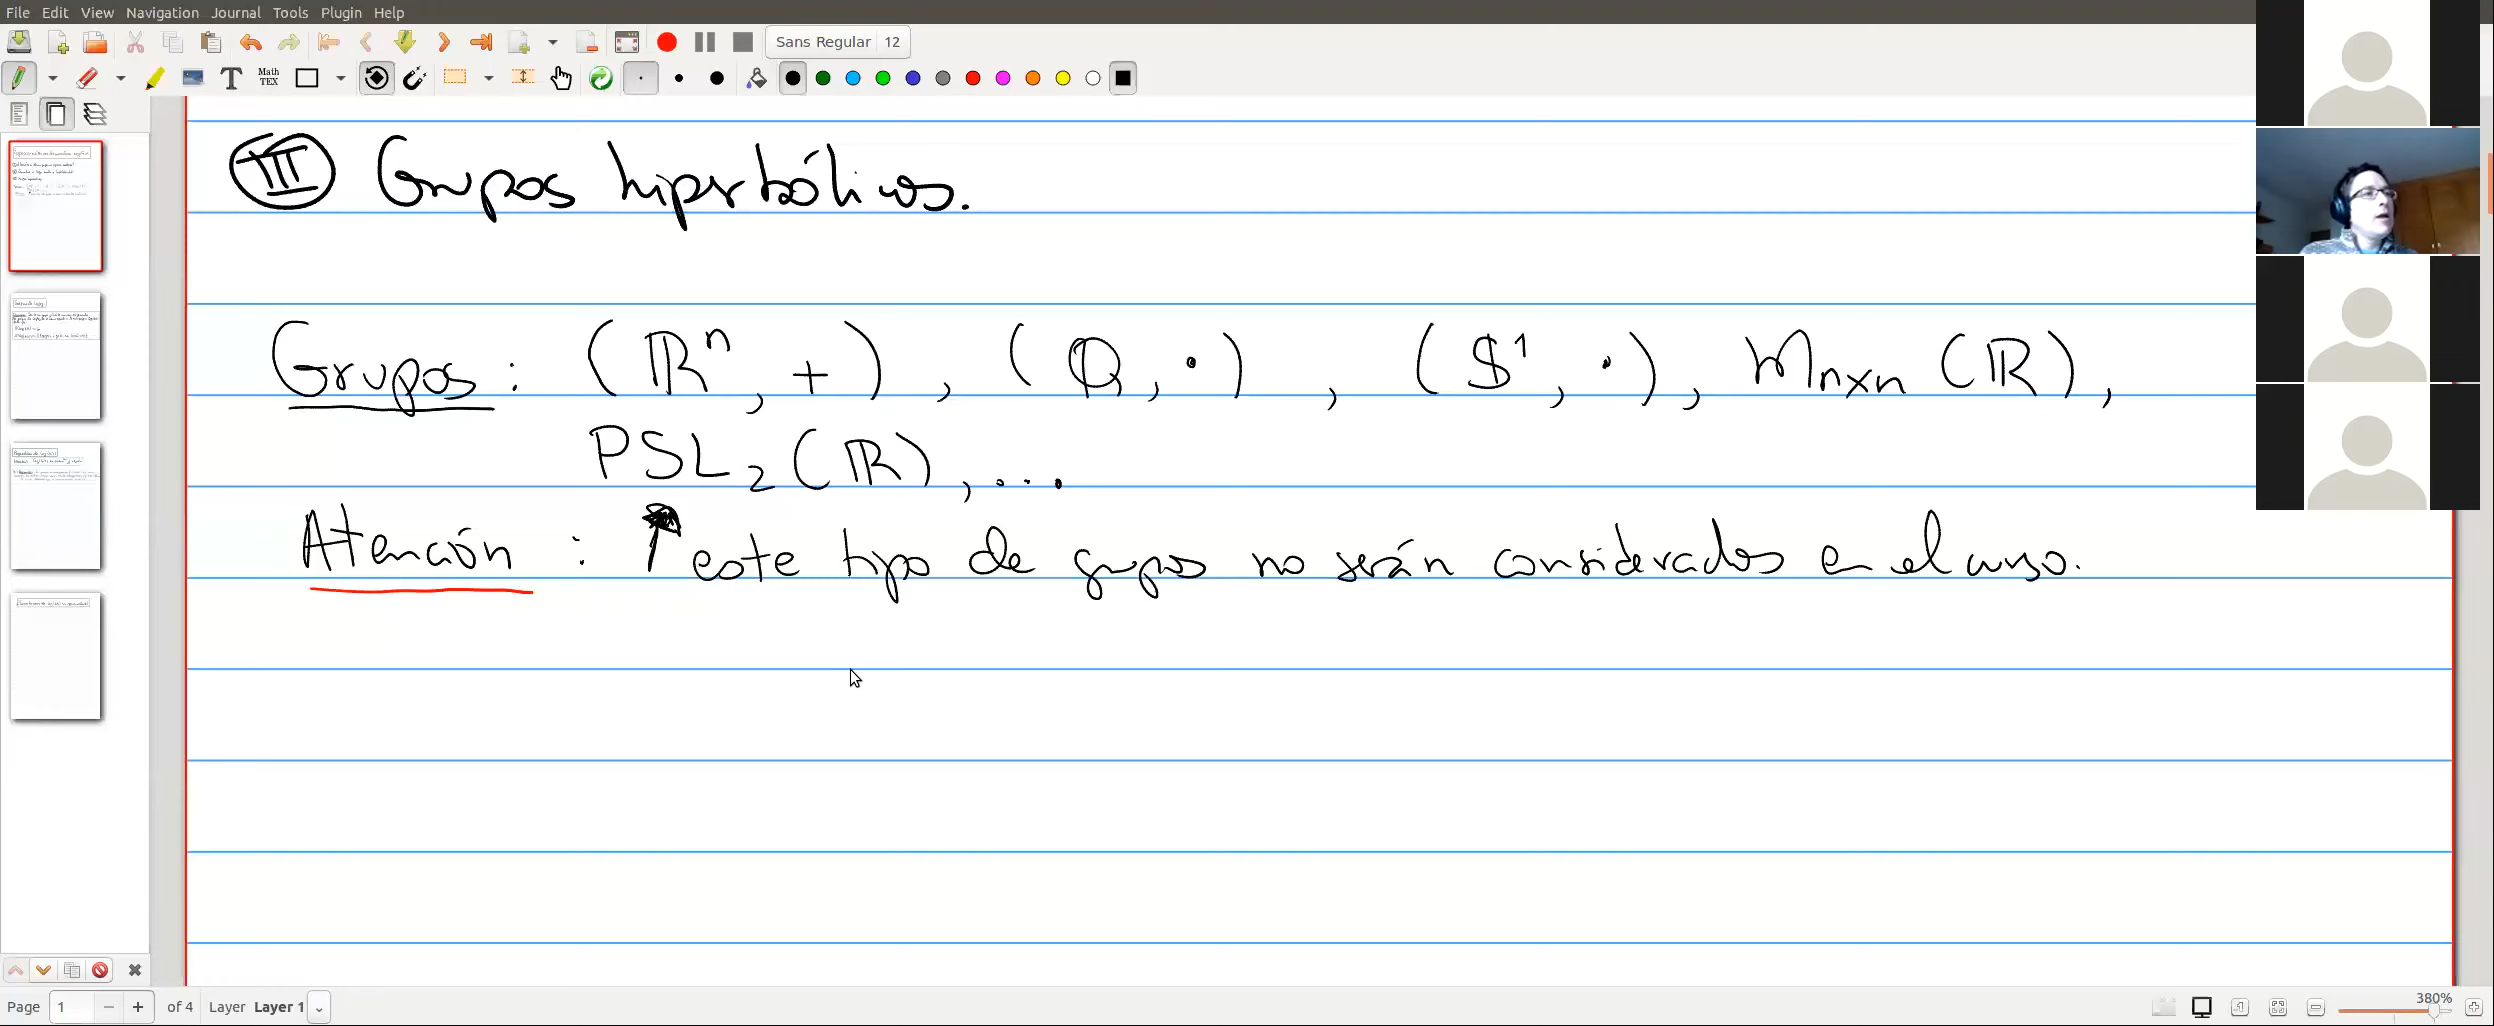 File Edit View Navigation Journal Tools Plugin Help
Sans Regular 12
T Math TEX
III Grupos hiperbólicos.
Grupos : (ℝⁿ, +), (ℚ, ·), (𝕊¹, ·), Mₙₓₙ(ℝ),
PSL₂(ℝ), ...
Atención : ↑ este tipo de grupos no serán considerados en el curso.
Page 1 − + of 4 Layer Layer 1
380%